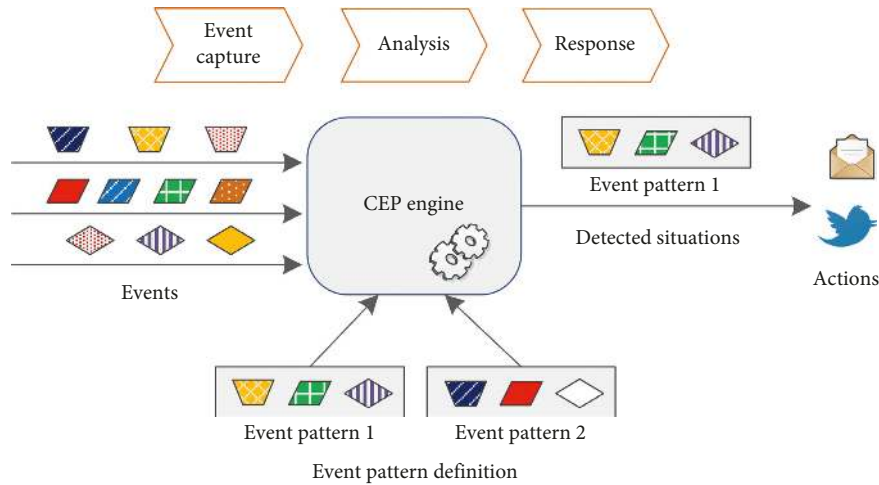 Event
capture
Analysis
Response
CEP engine
Event pattern 1
Detected situations
Events
Actions
Event pattern 1
Event pattern 2
Event pattern definition